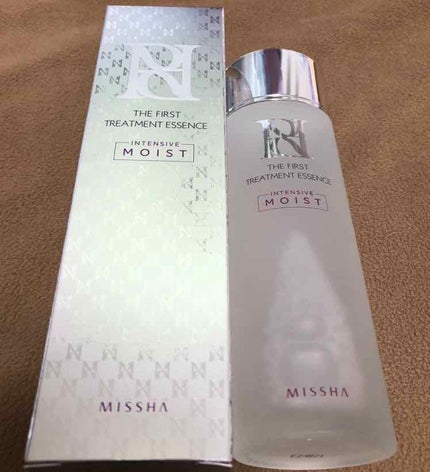 THE FIRST
TREATMENT ESSENCE
INTENSIVE
MOIST
MISSHA
THE FIRST
TREATMENT ESSENCE
INTENSIVE
MOIST
MISSHA